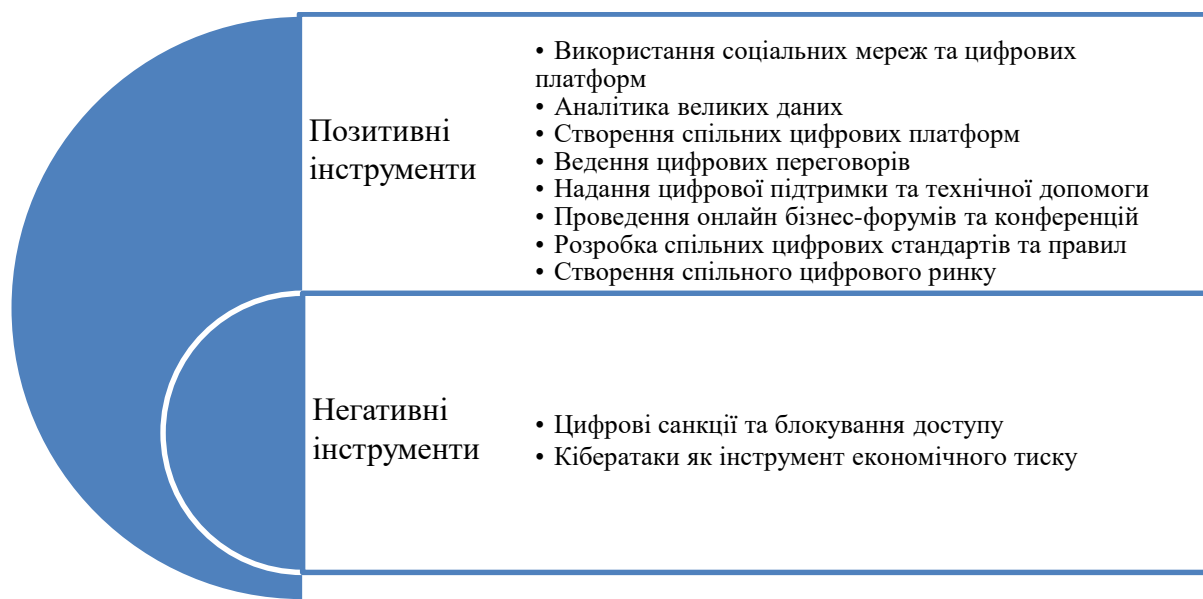 Позитивні
інструменти
• Використання соціальних мереж та цифрових
платформ
• Аналітика великих даних
• Створення спільних цифрових платформ
• Ведення цифрових переговорів
• Надання цифрової підтримки та технічної допомоги
• Проведення онлайн бізнес-форумів та конференцій
• Розробка спільних цифрових стандартів та правил
• Створення спільного цифрового ринку
Негативні
інструменти
• Цифрові санкції та блокування доступу
• Кібератаки як інструмент економічного тиску